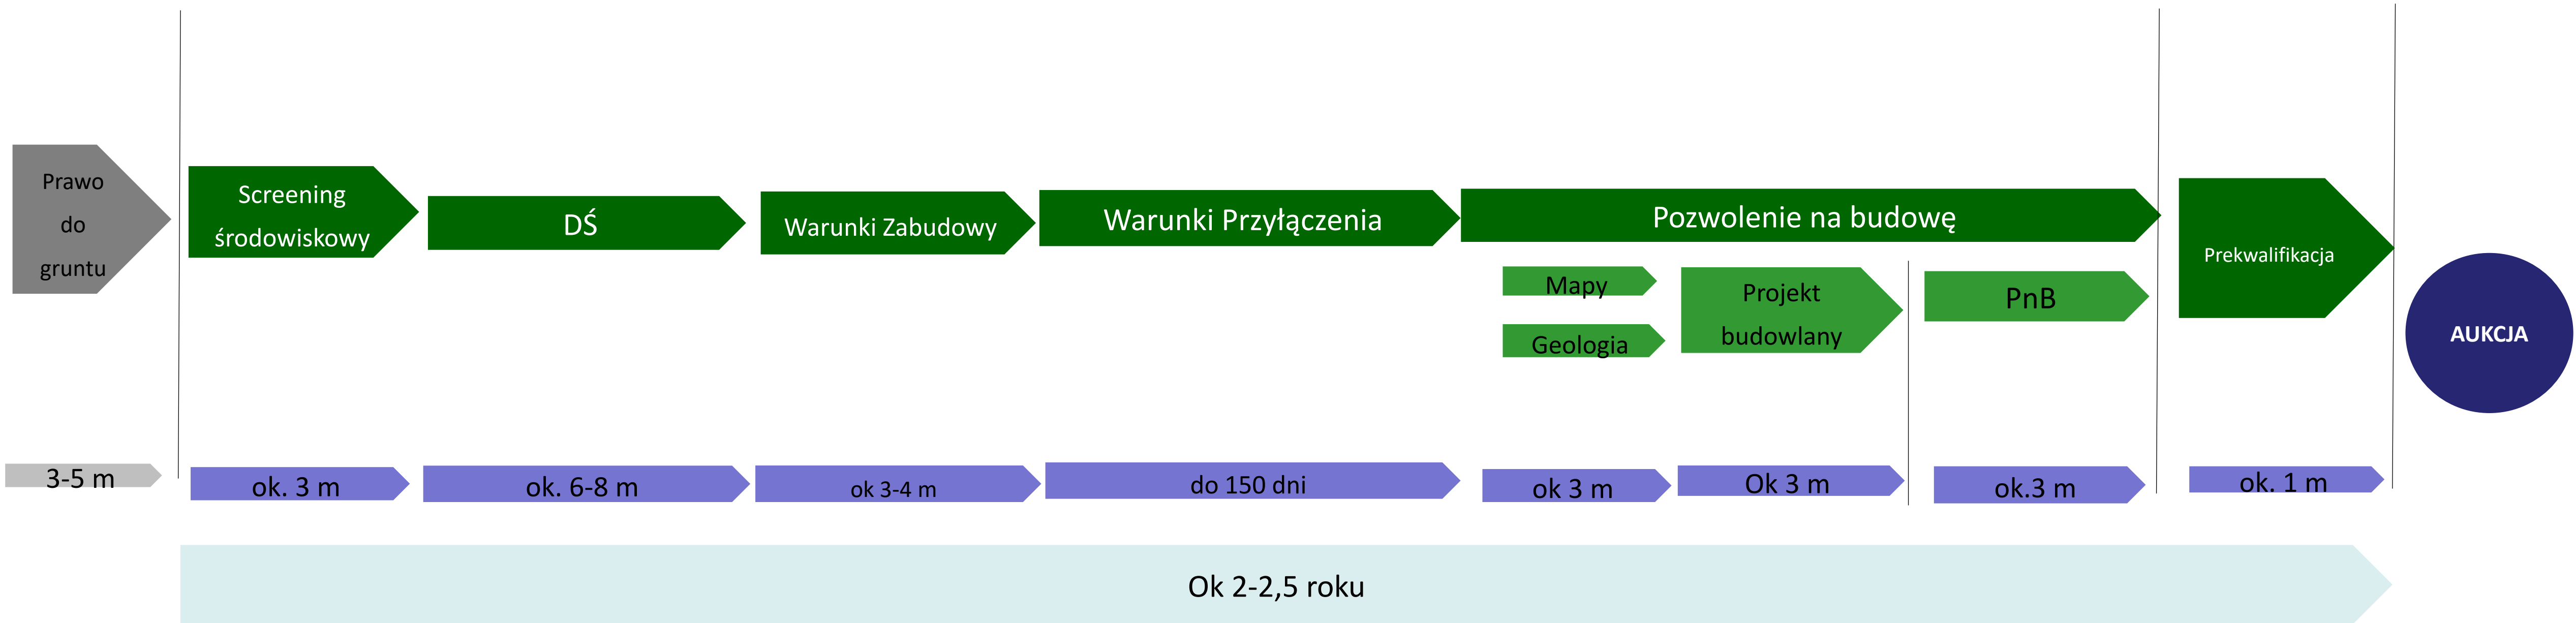 Prawo
do
gruntu
Screening
środowiskowy
DŚ
Warunki Zabudowy
Warunki Przyłączenia
Pozwolenie na budowę
Mapy
Geologia
Projekt
budowlany
PnB
Prekwalifikacja
AUKCJA
3-5 m
ok. 3 m
ok. 6-8 m
ok 3-4 m
do 150 dni
ok 3 m
Ok 3 m
ok.3 m
ok. 1 m
Ok 2-2,5 roku